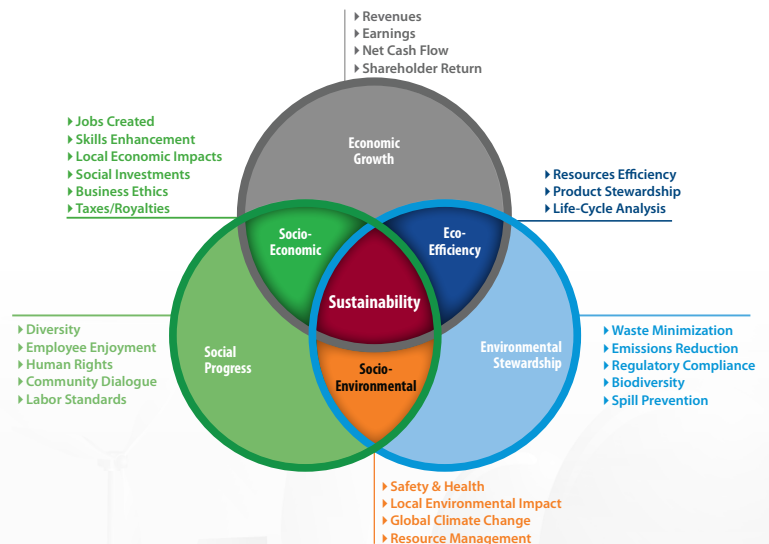 Revenues
Earnings
Net Cash Flow
Shareholder Return
Jobs Created
Skills Enhancement
Local Economic Impacts
Social Investments
Business Ethics
Taxes/Royalties
Economic
Growth
Resources Efficiency
Product Stewardship
Life-Cycle Analysis
Socio-
Economic
Eco-
Efficiency
Sustainability
Diversity
Employee Enjoyment
Human Rights
Community Dialogue
Labor Standards
Social
Progress
Socio-
Environmental
Environmental
Stewardship
Waste Minimization
Emissions Reduction
Regulatory Compliance
Biodiversity
Spill Prevention
Safety & Health
Local Environmental Impact
Global Climate Change
Resource Management